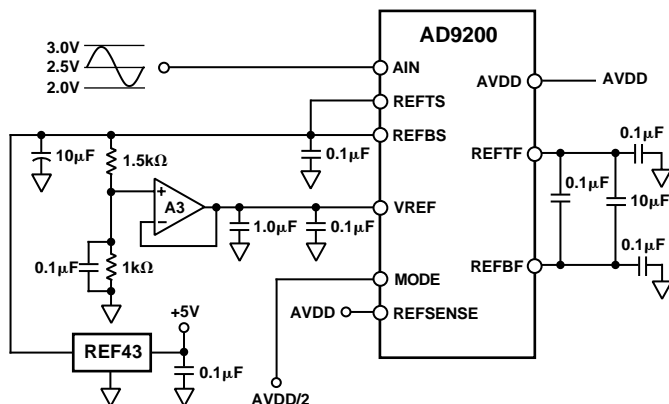 3.0V
2.5V
2.0V
AD9200
AIN
AVDD
AVDD
REFTS
REFBS
10μF
1.5kΩ
0.1μF
REFTF
0.1μF
0.1μF
10μF
+
A3
–
VREF
1.0μF
0.1μF
0.1μF
1kΩ
MODE
REFBF
0.1μF
AVDD
REFSENSE
+5V
REF43
0.1μF
AVDD/2